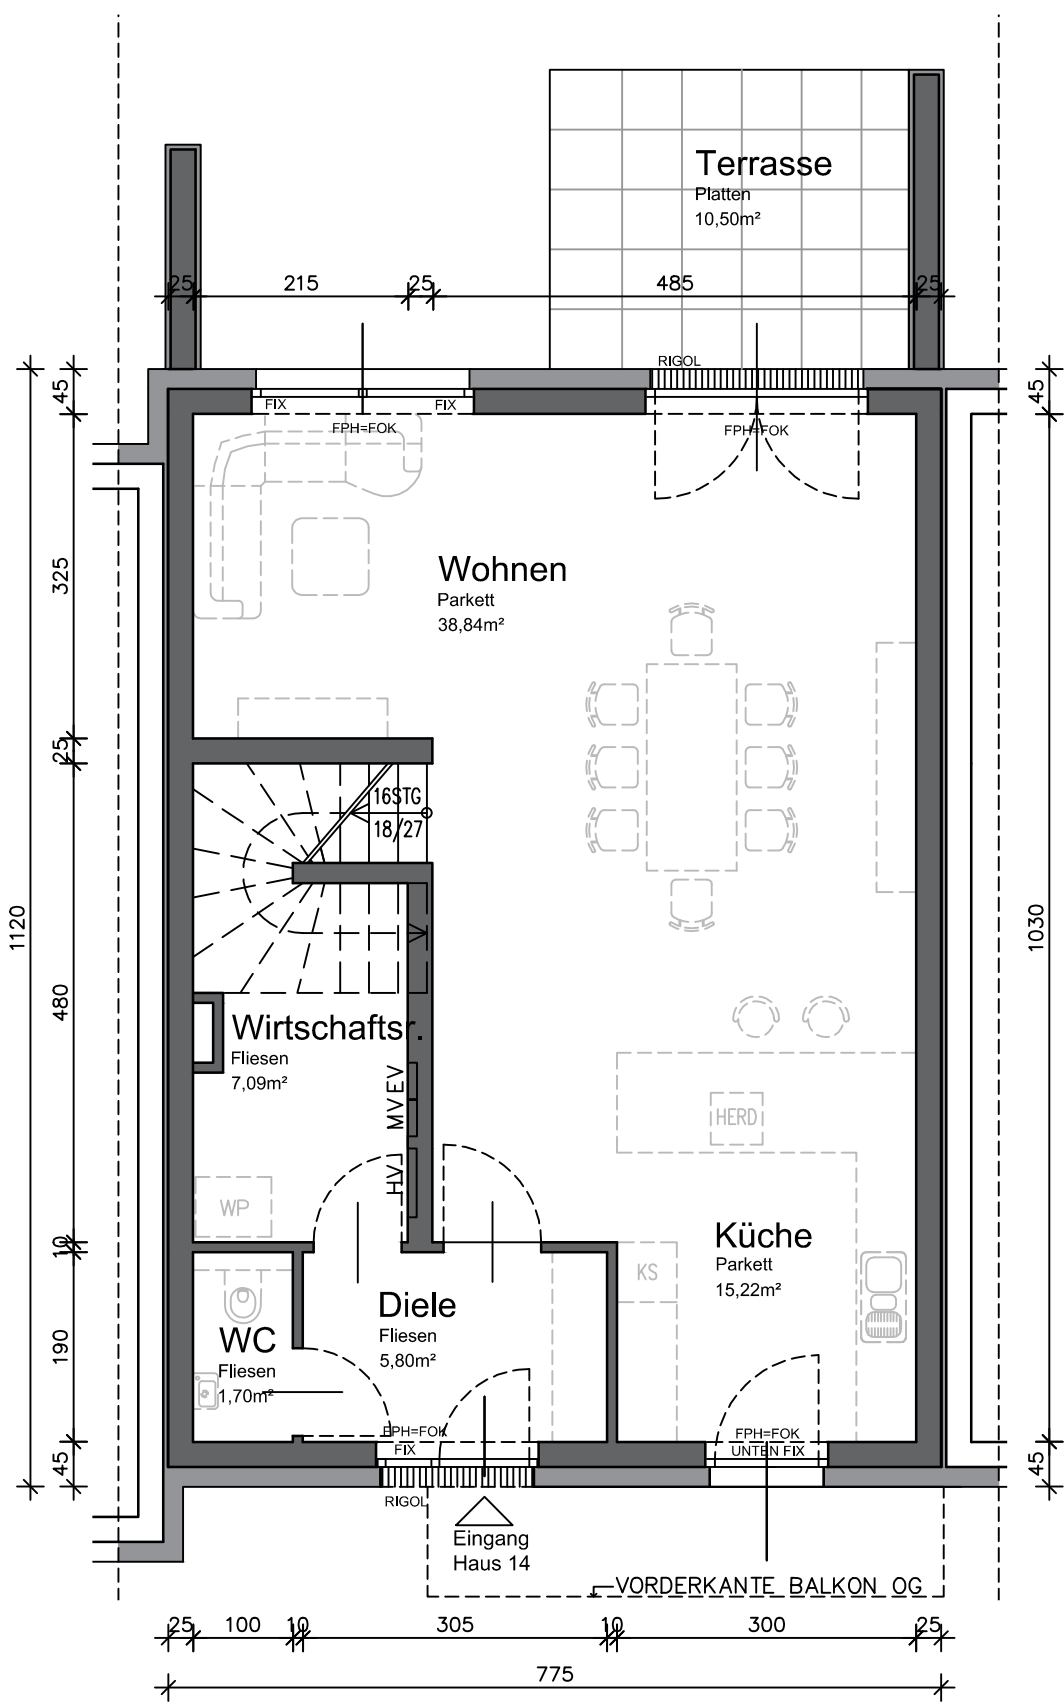 Terrasse
Platten
10,50m²
25
215
25
485
25
RIGOL
45
FIX
FIX
FPH=FOK
FPH=FOK
45
325
Wohnen
Parkett
38,84m²
25
16STG
18/27
1120
1030
480
Wirtschaftsr.
Fliesen
7,09m²
EV
MV
HV
HERD
WP
Küche
Parkett
15,22m²
KS
10
Diele
Fliesen
5,80m²
WC
Fliesen
1,70m²
190
FPH=FOK
FIX
FPH=FOK
UNTEN FIX
45
45
RIGOL
Eingang
Haus 14
VORDERKANTE BALKON OG
25
100
10
305
10
300
25
775